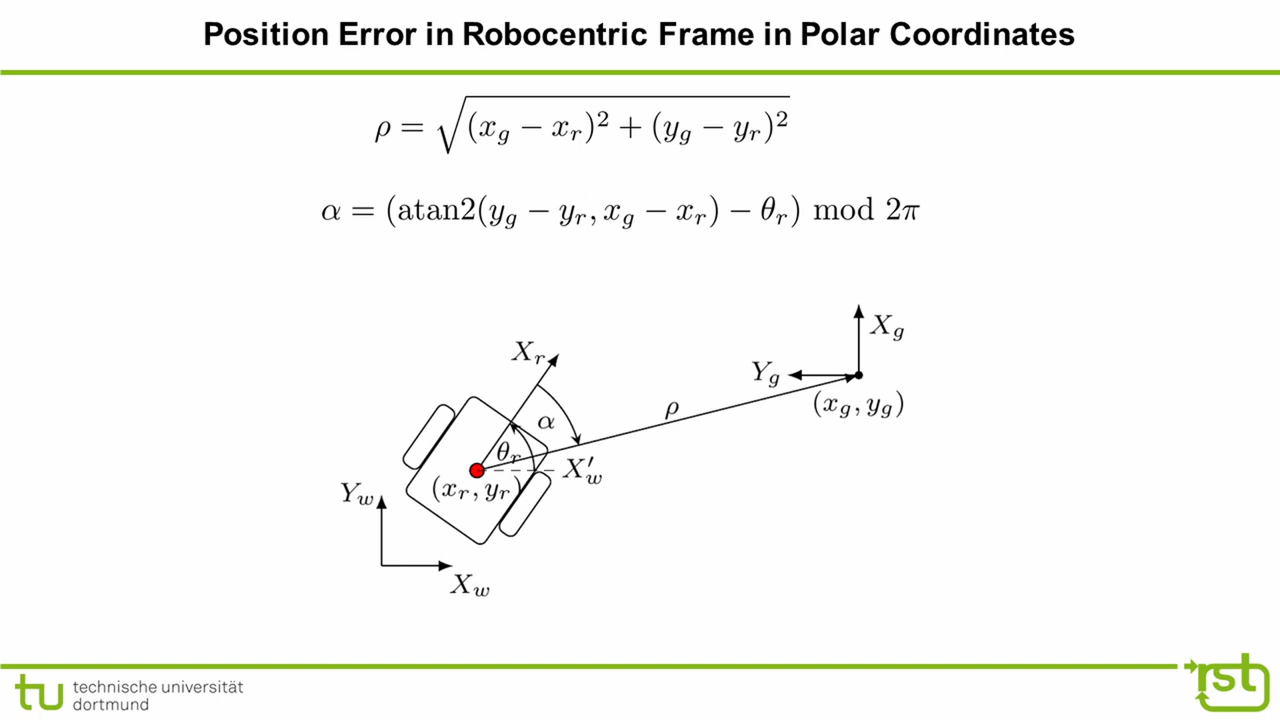 Position Error in Robocentric Frame in Polar Coordinates
ρ = √((x_g − x_r)² + (y_g − y_r)²)
α = (atan2(y_g − y_r, x_g − x_r) − θ_r) mod 2π
X_g
X_r
Y_g
(x_g, y_g)
ρ
α
θ_r
X′_w
(x_r, y_r)
Y_w
X_w
tu technische universität
dortmund
rst